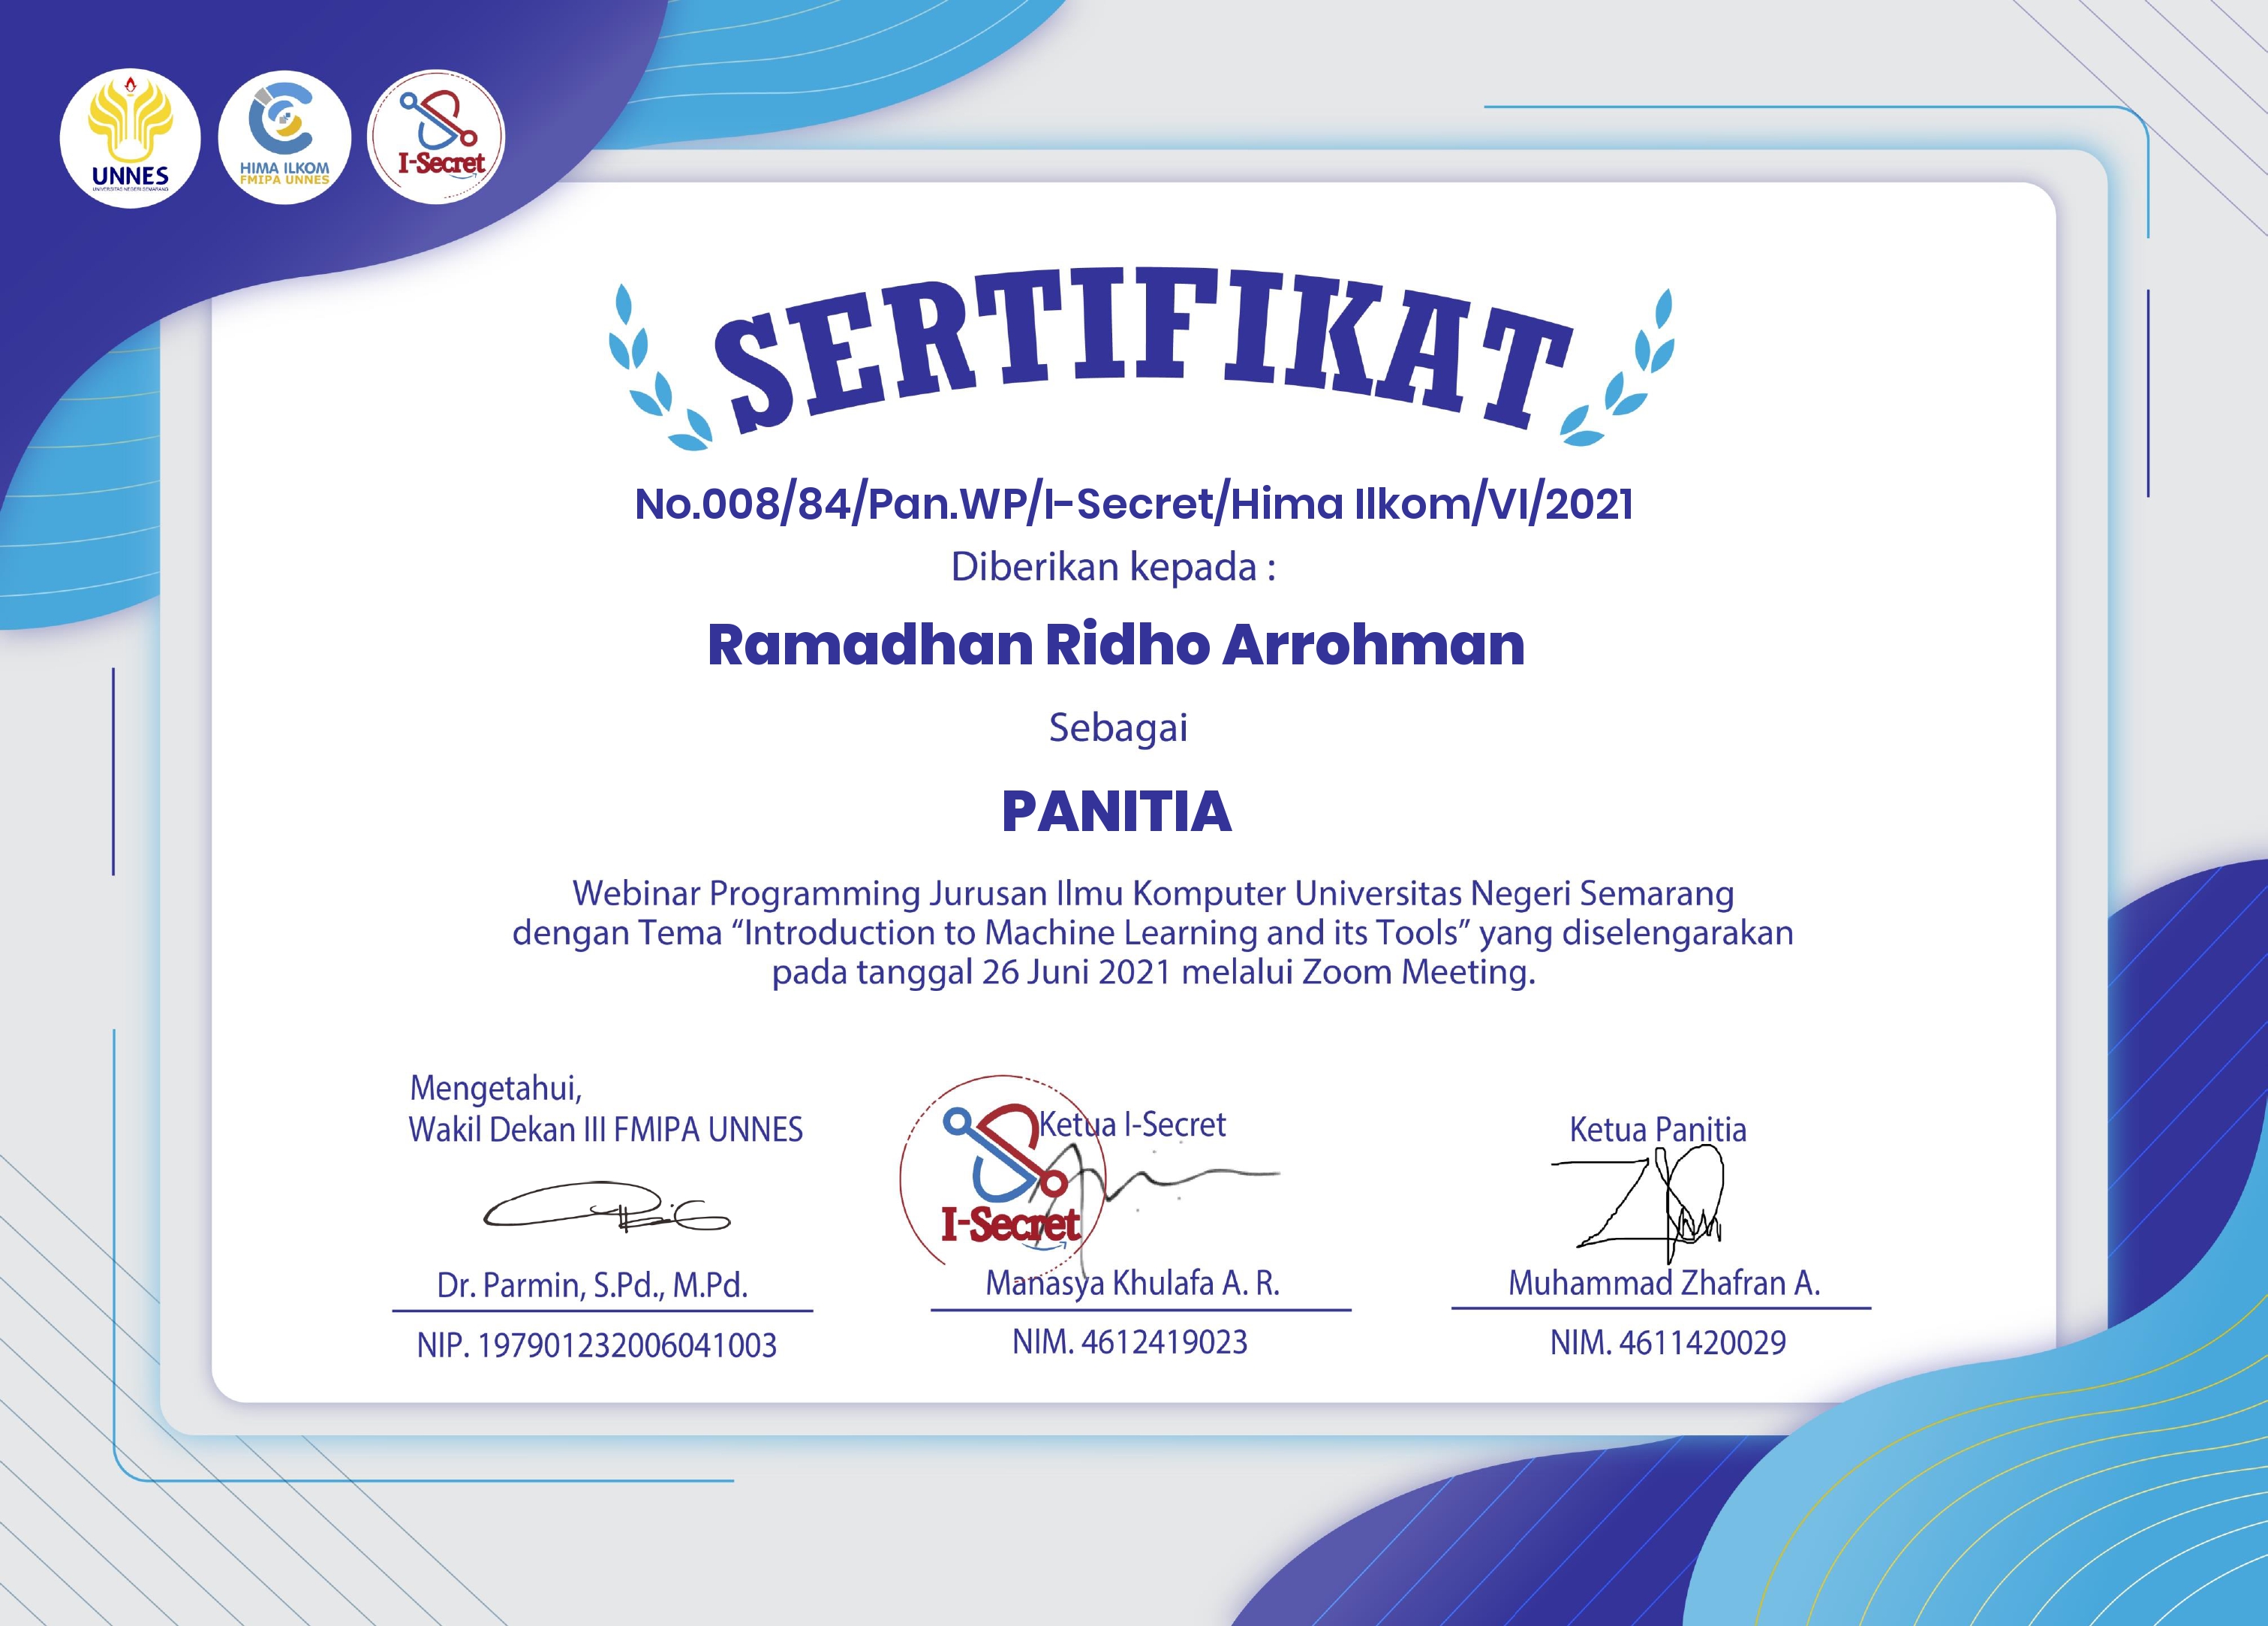 UNNES
UNIVERSITAS NEGERI SEMARANG
HIMA ILKOM
FMIPA UNNES
I-Secret
SERTIFIKAT
No.008/84/Pan.WP/I-Secret/Hima Ilkom/VI/2021
Diberikan kepada :
Ramadhan Ridho Arrohman
Sebagai
PANITIA
Webinar Programming Jurusan Ilmu Komputer Universitas Negeri Semarang
dengan Tema “Introduction to Machine Learning and its Tools” yang diselengarakan
pada tanggal 26 Juni 2021 melalui Zoom Meeting.
Mengetahui,
Wakil Dekan III FMIPA UNNES
Dr. Parmin, S.Pd., M.Pd.
NIP. 197901232006041003
Ketua I-Secret
I-Secret
Manasya Khulafa A. R.
NIM. 4612419023
Ketua Panitia
Muhammad Zhafran A.
NIM. 4611420029